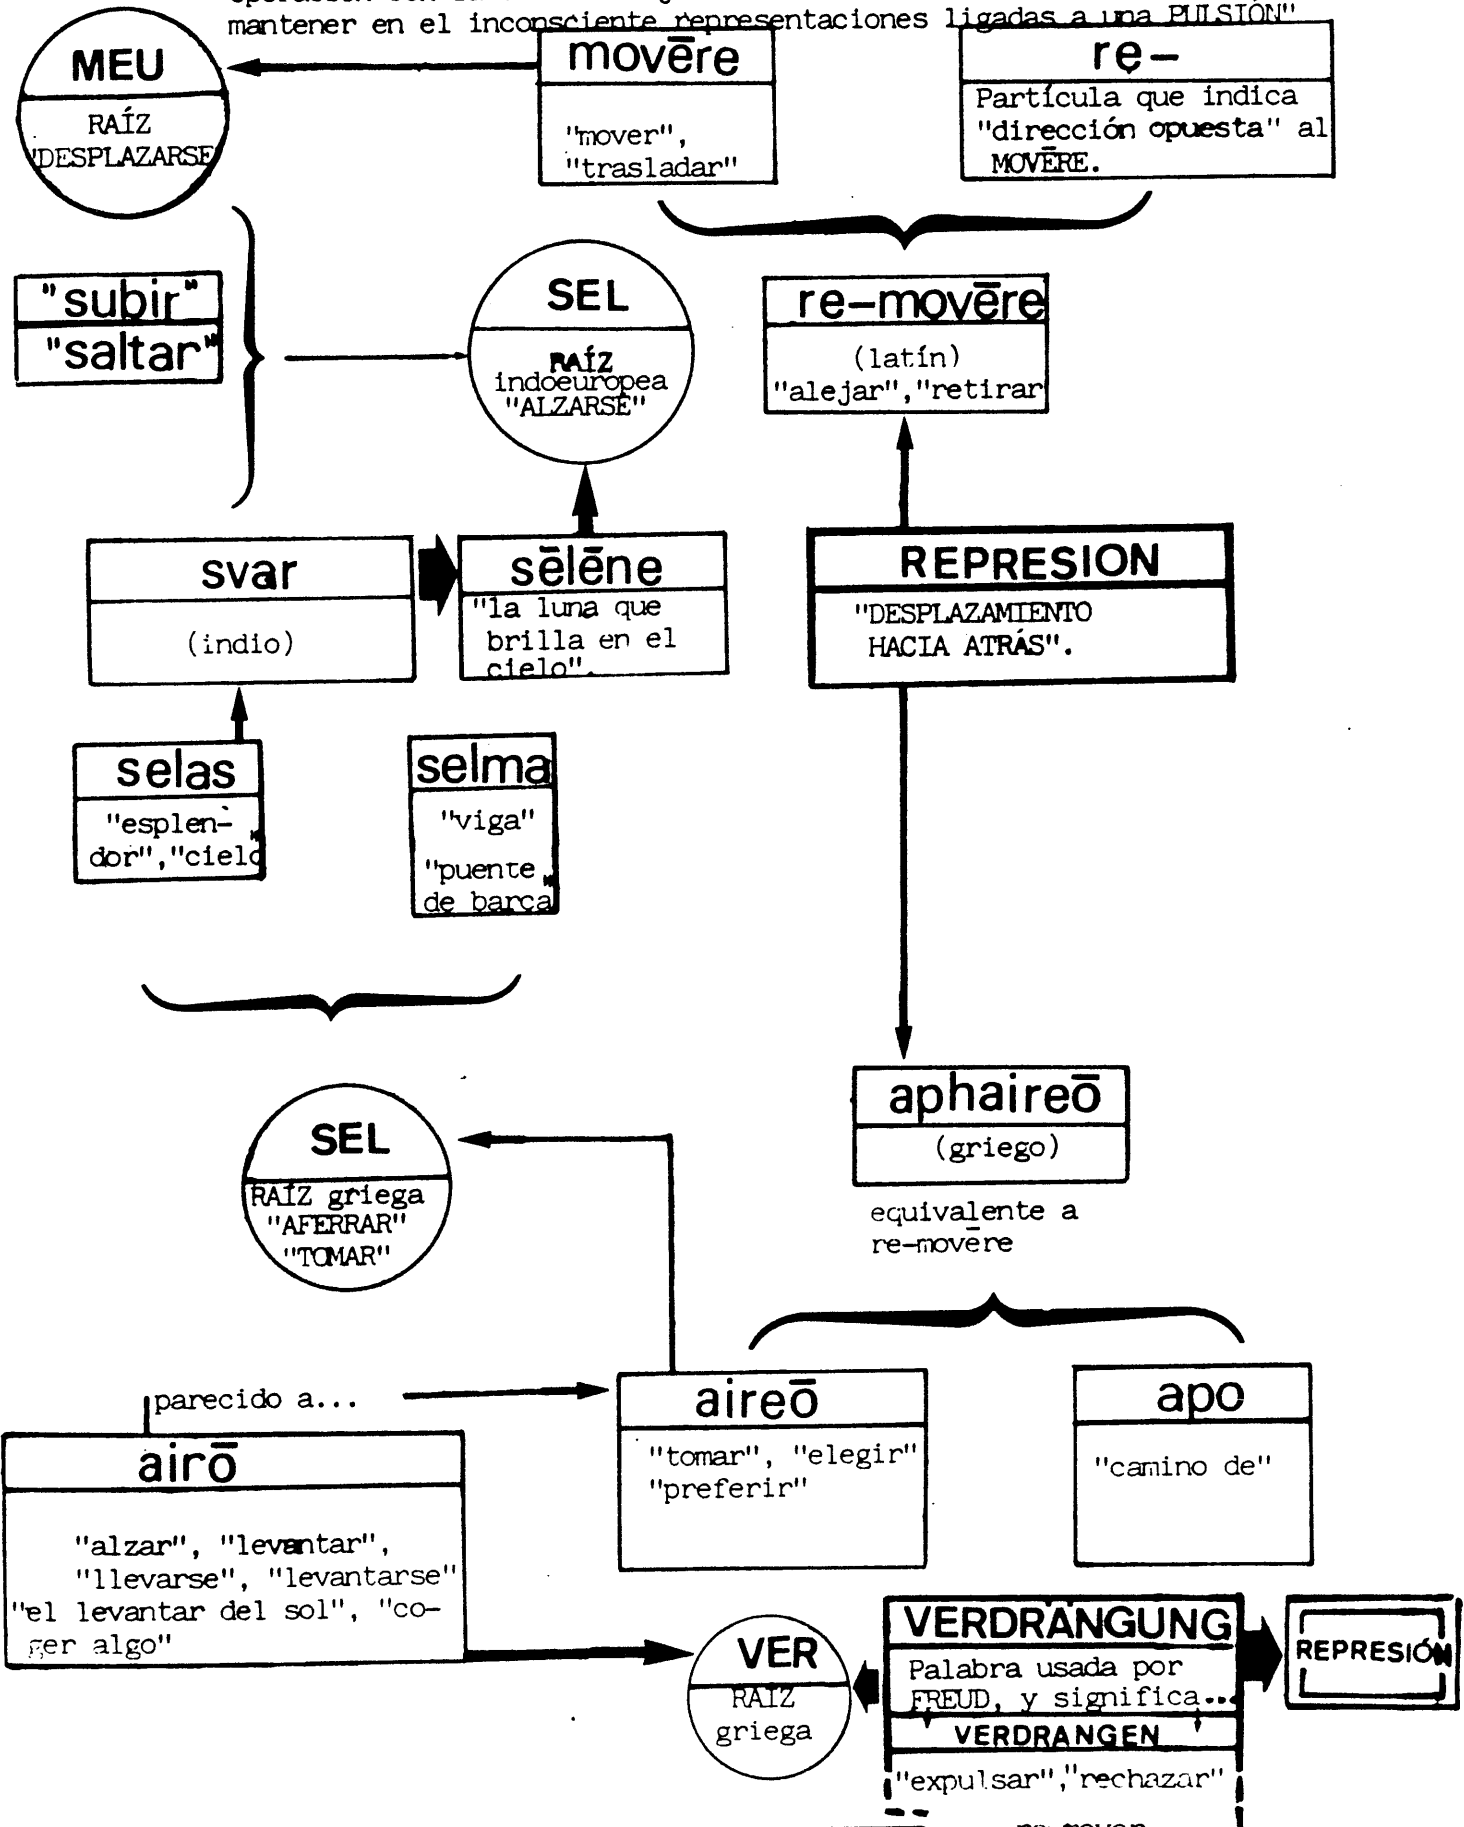 mantener en el inconsciente representaciones ligadas a una PULSIÓN"
MEU
RAÍZ
"DESPLAZARSE
movēre
"mover",
"trasladar"
re-
Partícula que indica
"dirección opuesta" al
MOVĒRE.
"subir"
"saltar"
SEL
RAÍZ
indoeuropea
"ALZARSE"
re-movēre
(latín)
"alejar","retirar
svar
(indio)
sēlēne
"la luna que
brilla en el
cielo".
REPRESION
"DESPLAZAMIENTO
HACIA ATRÁS".
selas
"esplen-
dor","cielo"
selma
"viga"
"puente
de barca"
SEL
RAÍZ griega
"AFERRAR"
"TOMAR"
aphaireō
(griego)
equivalente a
re-movēre
parecido a...
airō
"alzar", "levantar",
"llevarse", "levantarse"
"el levantar del sol", "co-
ger algo"
aireō
"tomar", "elegir"
"preferir"
apo
"camino de"
VER
RAÍZ
griega
VERDRÄNGUNG
Palabra usada por
FREUD, y significa...
VERDRANGEN
"expulsar","rechazar"
REPRESIÓN